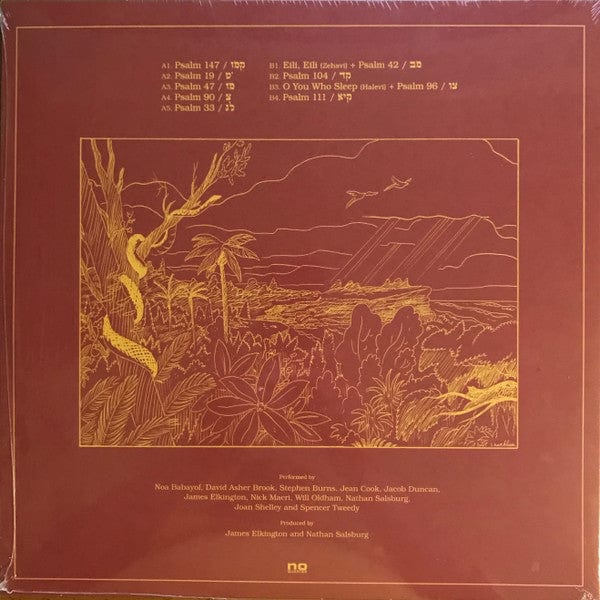 A1. Psalm 147 / קמז
A2. Psalm 19 / יט
A3. Psalm 47 / מז
A4. Psalm 90 / צ
A5. Psalm 33 / לג
B1. Eili, Eili (Zehavi) + Psalm 42 / מב
B2. Psalm 104 / קד
B3. O You Who Sleep (Halevi) + Psalm 96 / צו
B4. Psalm 111 / קיא
Performed by
Noa Babayof, David Asher Brook, Stephen Burns, Jean Cook, Jacob Duncan,
James Elkington, Nick Macri, Will Oldham, Nathan Salsburg,
Joan Shelley and Spencer Tweedy
Produced by
James Elkington and Nathan Salsburg
no
quarter